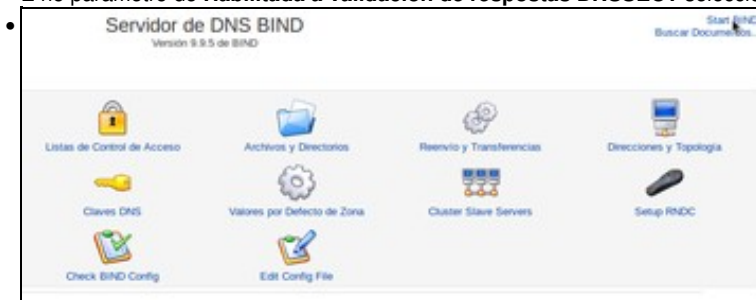 Servidor de DNS BIND
Versión 9.9.5 de BIND
Start BIND
Buscar Documentos..
Listas de Control de Acceso
Archivos y Directorios
Reenvío y Transferencias
Direcciones y Topología
Claves DNS
Valores por Defecto de Zona
Cluster Slave Servers
Setup RNDC
Check BIND Config
Edit Config File